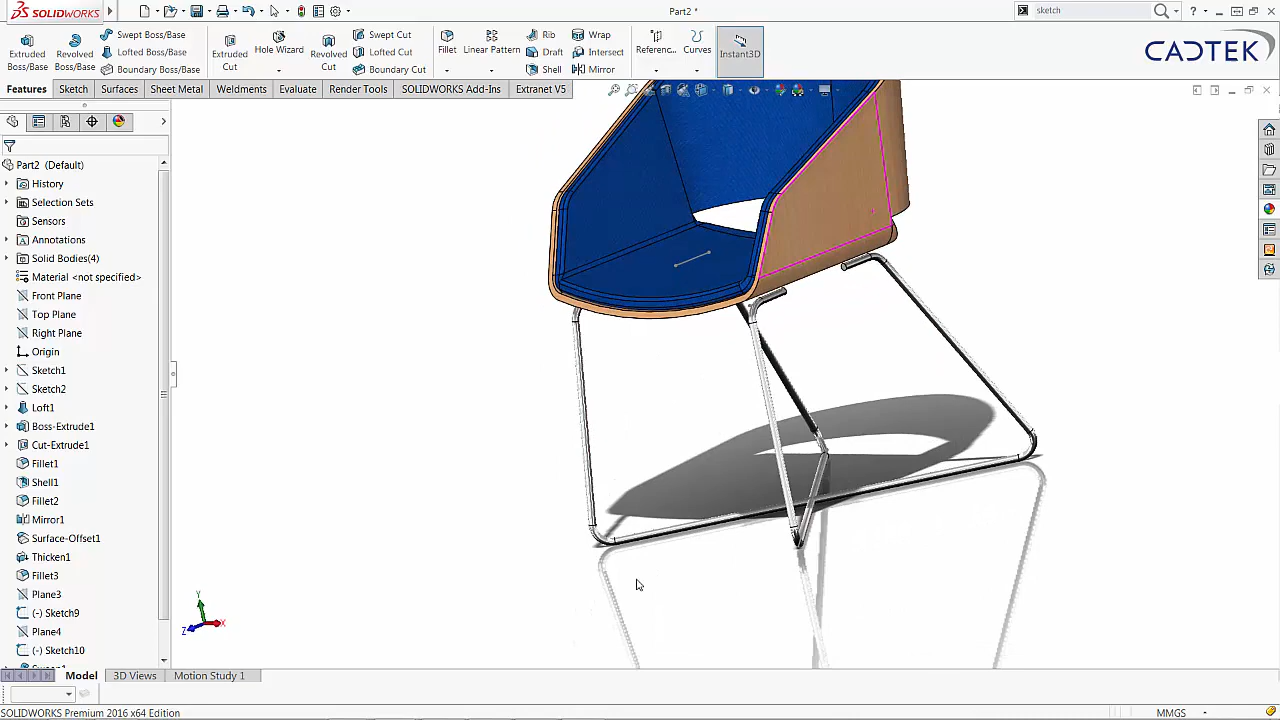 SOLIDWORKS
Part2 *
sketch
Extruded Boss/Base
Revolved Boss/Base
Swept Boss/Base
Lofted Boss/Base
Boundary Boss/Base
Extruded Cut
Hole Wizard
Revolved Cut
Swept Cut
Lofted Cut
Boundary Cut
Fillet
Linear Pattern
Rib
Draft
Shell
Wrap
Intersect
Mirror
Referenc...
Curves
Instant3D
CADTEK
Features
Sketch
Surfaces
Sheet Metal
Weldments
Evaluate
Render Tools
SOLIDWORKS Add-Ins
Extranet V5
Part2 (Default)
History
Selection Sets
Sensors
Annotations
Solid Bodies(4)
Material <not specified>
Front Plane
Top Plane
Right Plane
Origin
Sketch1
Sketch2
Loft1
Boss-Extrude1
Cut-Extrude1
Fillet1
Shell1
Fillet2
Mirror1
Surface-Offset1
Thicken1
Fillet3
Plane3
(-) Sketch9
Plane4
(-) Sketch10
Y
Z
X
Model
3D Views
Motion Study 1
SOLIDWORKS Premium 2016 x64 Edition
MMGS